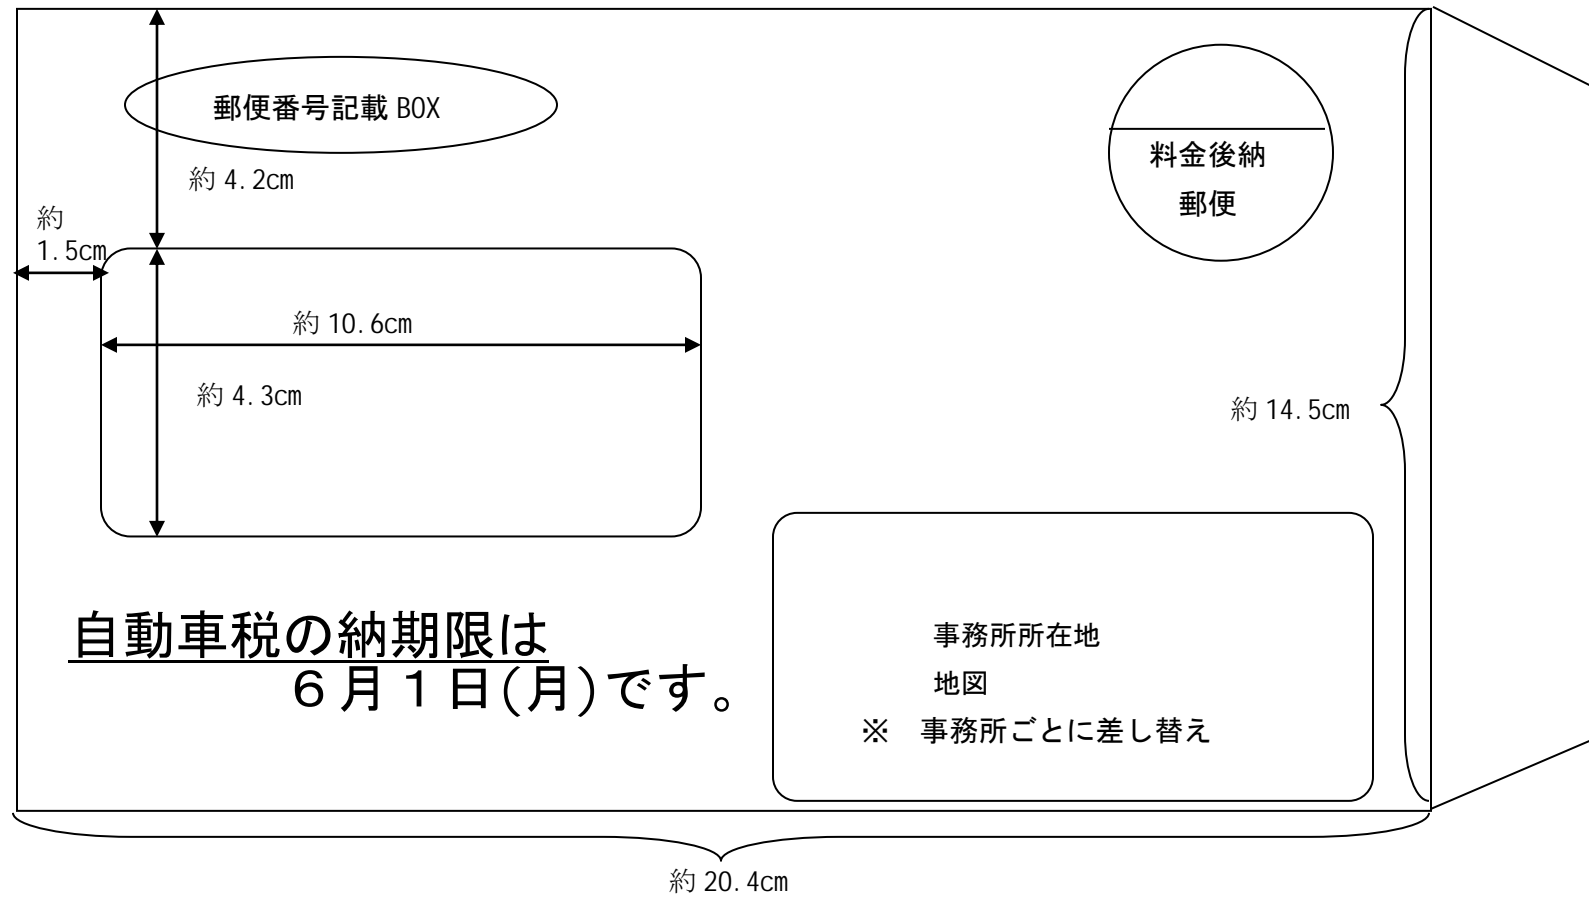 郵便番号記載 BOX
料金後納
郵便
約 4.2cm
約
1.5cm
約 10.6cm
約 4.3cm
約 14.5cm
自動車税の納期限は
６月１日(月)です。
事務所所在地
地図
※　事務所ごとに差し替え
約 20.4cm